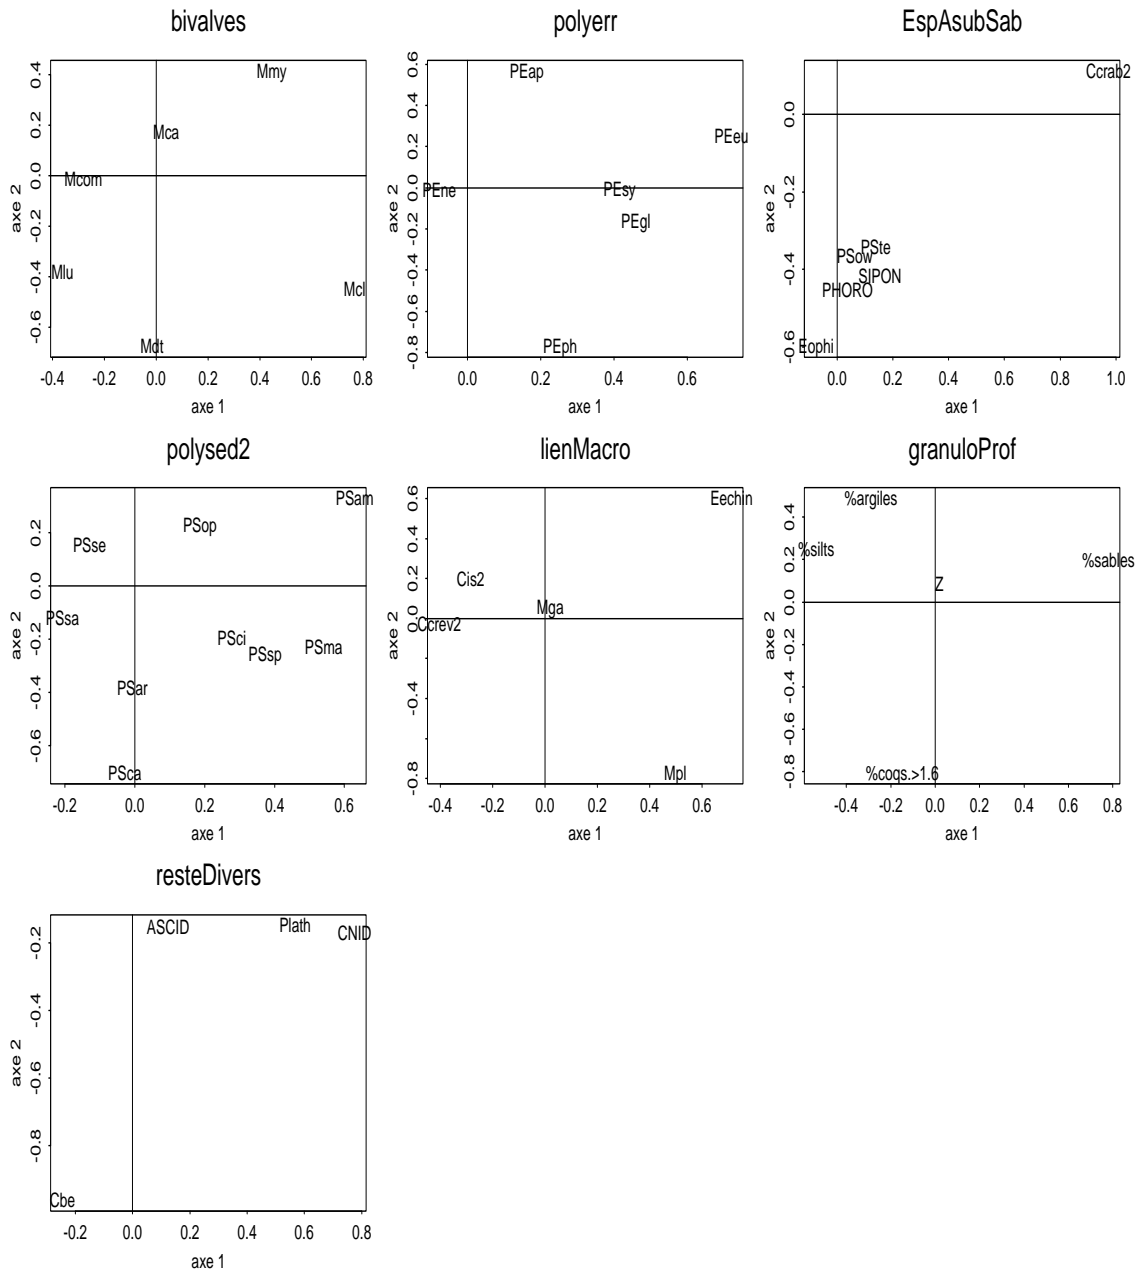 bivalves
polyerr
EspAsubSab
Mmy
Mca
Mcom
Mlu
Mcl
Mdt
axe 2
0.4
0.2
0.0
-0.2
-0.4
-0.6
-0.4 -0.2 0.0 0.2 0.4 0.6 0.8
axe 1
PEap
PEeu
PEne
PEsy
PEgl
PEph
axe 2
0.6
0.4
0.2
0.0
-0.2
-0.4
-0.6
-0.8
0.0 0.2 0.4 0.6
axe 1
Ccrab2
PSte
PSow
SIPON
PHORO
Eophi
axe 2
0.0
-0.2
-0.4
-0.6
0.0 0.2 0.4 0.6 0.8 1.0
axe 1
polysed2
lienMacro
granuloProf
PSam
PSop
PSse
PSsa
PSci
PSsp
PSma
PSar
PSca
axe 2
0.2
0.0
-0.2
-0.4
-0.6
-0.2 0.0 0.2 0.4 0.6
axe 1
Eechin
Cis2
Mga
Ccrev2
Mpl
axe 2
0.6
0.4
0.2
0.0
-0.4
-0.8
-0.4 -0.2 0.0 0.2 0.4 0.6
axe 1
%argiles
%silts
%sables
Z
%coqs.>1.6
axe 2
0.4
0.2
0.0
-0.2
-0.4
-0.6
-0.8
-0.4 -0.2 0.0 0.2 0.4 0.6 0.8
axe 1
resteDivers
ASCID
Plath
CNID
Cbe
axe 2
-0.2
-0.4
-0.6
-0.8
-0.2 0.0 0.2 0.4 0.6 0.8
axe 1